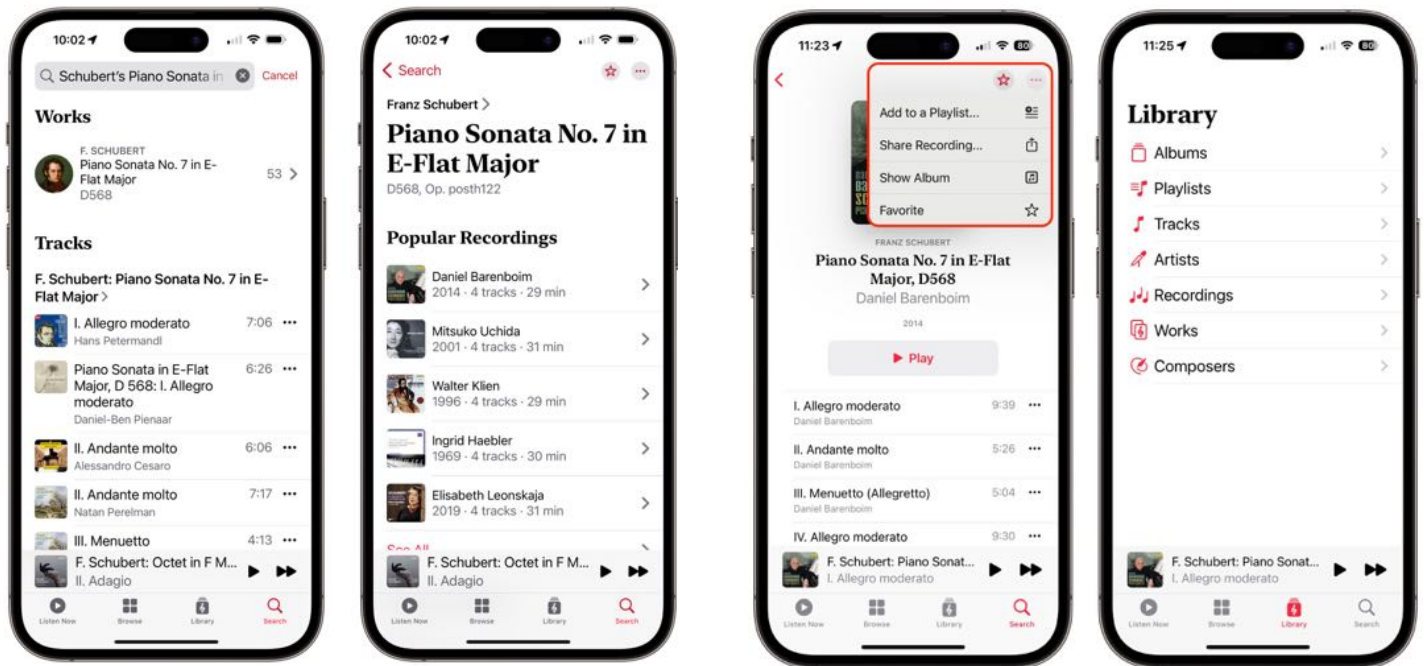 10:02
Schubert's Piano Sonata in
Cancel
Works
F. SCHUBERT
Piano Sonata No. 7 in E-
Flat Major
D568
53
Tracks
F. Schubert: Piano Sonata No. 7 in E-
Flat Major
I. Allegro moderato
7:06
Hans Petermandl
Piano Sonata in E-Flat
6:26
Major, D 568: I. Allegro
moderato
Daniel-Ben Pienaar
II. Andante molto
6:06
Alessandro Cesaro
II. Andante molto
7:17
Natan Perelman
III. Menuetto
4:13
F. Schubert: Octet in F M...
II. Adagio
Listen Now
Browse
Library
Search
10:02
Search
Franz Schubert
Piano Sonata No. 7 in
E-Flat Major
D568, Op. posth122
Popular Recordings
Daniel Barenboim
2014 · 4 tracks · 29 min
Mitsuko Uchida
2001 · 4 tracks · 31 min
Walter Klien
1996 · 4 tracks · 29 min
Ingrid Haebler
1969 · 4 tracks · 30 min
Elisabeth Leonskaja
2019 · 4 tracks · 31 min
See All
F. Schubert: Octet in F M...
II. Adagio
Listen Now
Browse
Library
Search
11:23
80
Add to a Playlist...
Share Recording...
Show Album
Favorite
FRANZ SCHUBERT
Piano Sonata No. 7 in E-Flat
Major, D568
Daniel Barenboim
2014
Play
I. Allegro moderato
9:39
Daniel Barenboim
II. Andante molto
5:26
Daniel Barenboim
III. Menuetto (Allegretto)
5:04
Daniel Barenboim
IV. Allegro moderato
9:30
F. Schubert: Piano Sonat...
I. Allegro moderato
Listen Now
Browse
Library
Search
11:25
80
Library
Albums
Playlists
Tracks
Artists
Recordings
Works
Composers
F. Schubert: Piano Sonat...
I. Allegro moderato
Listen Now
Browse
Library
Search